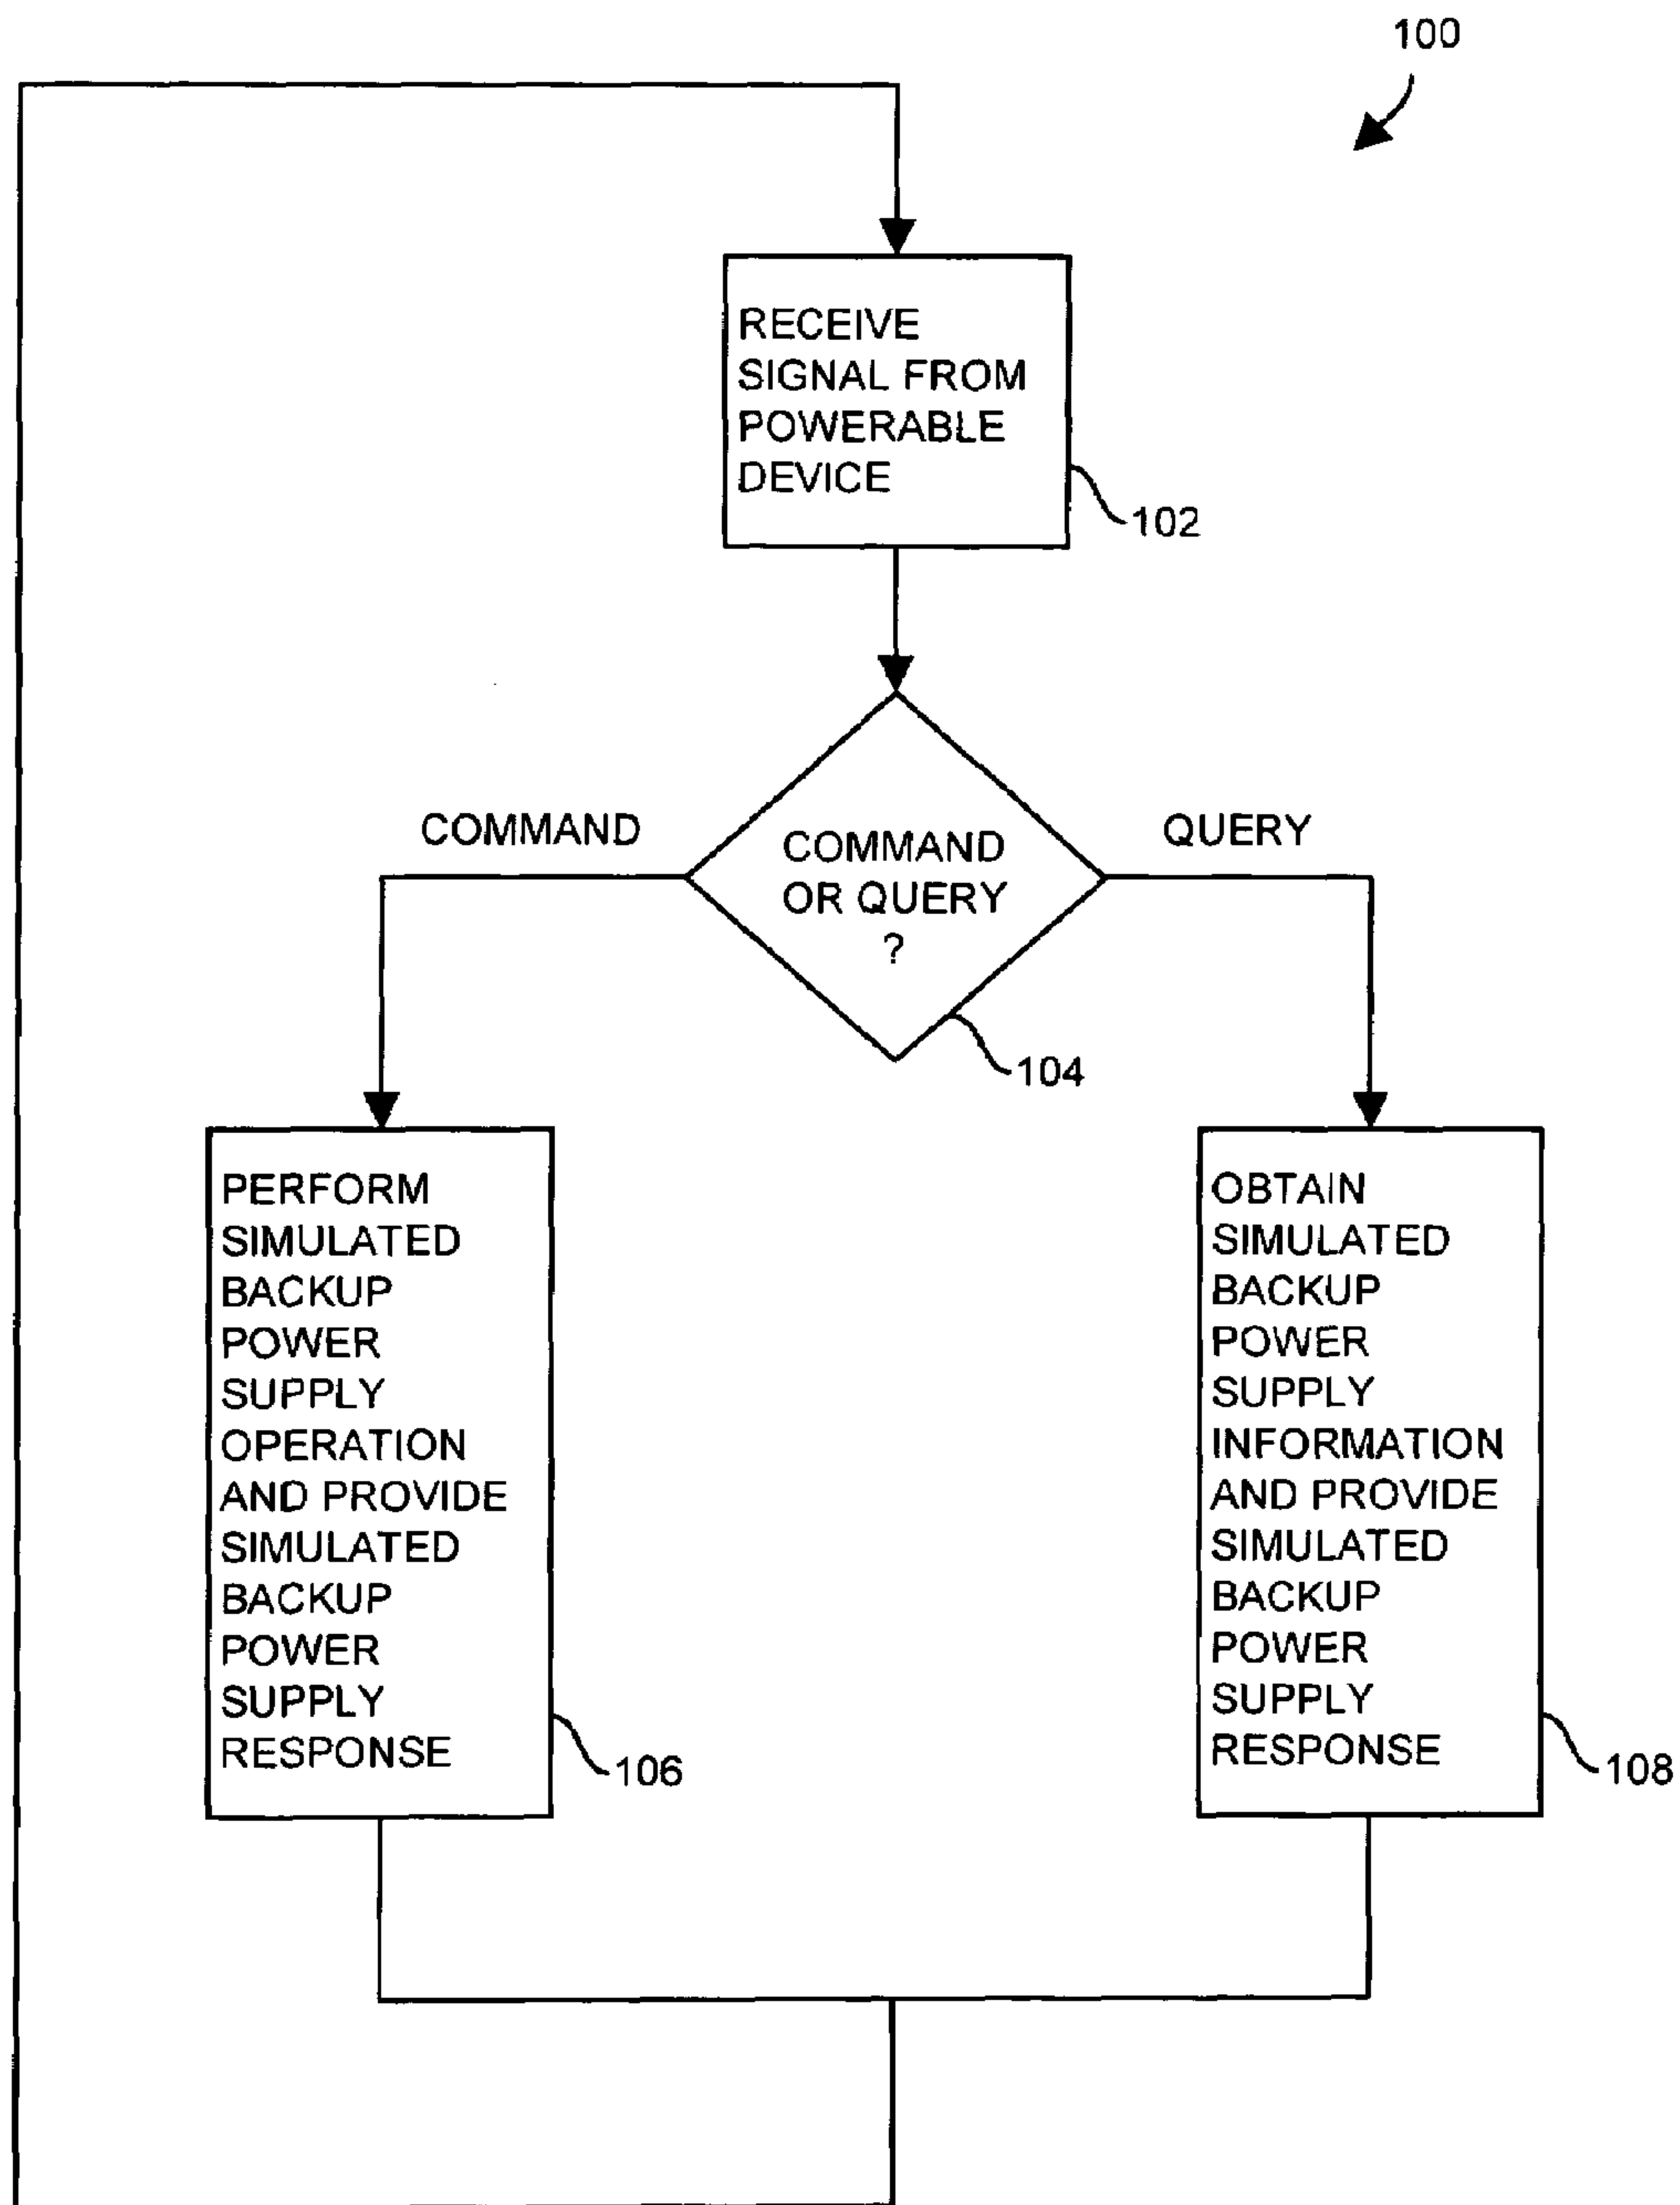 100
RECEIVE
SIGNAL FROM
POWERABLE
DEVICE
102
COMMAND
COMMAND
OR QUERY
?
QUERY
104
PERFORM
SIMULATED
BACKUP
POWER
SUPPLY
OPERATION
AND PROVIDE
SIMULATED
BACKUP
POWER
SUPPLY
RESPONSE
106
OBTAIN
SIMULATED
BACKUP
POWER
SUPPLY
INFORMATION
AND PROVIDE
SIMULATED
BACKUP
POWER
SUPPLY
RESPONSE
108